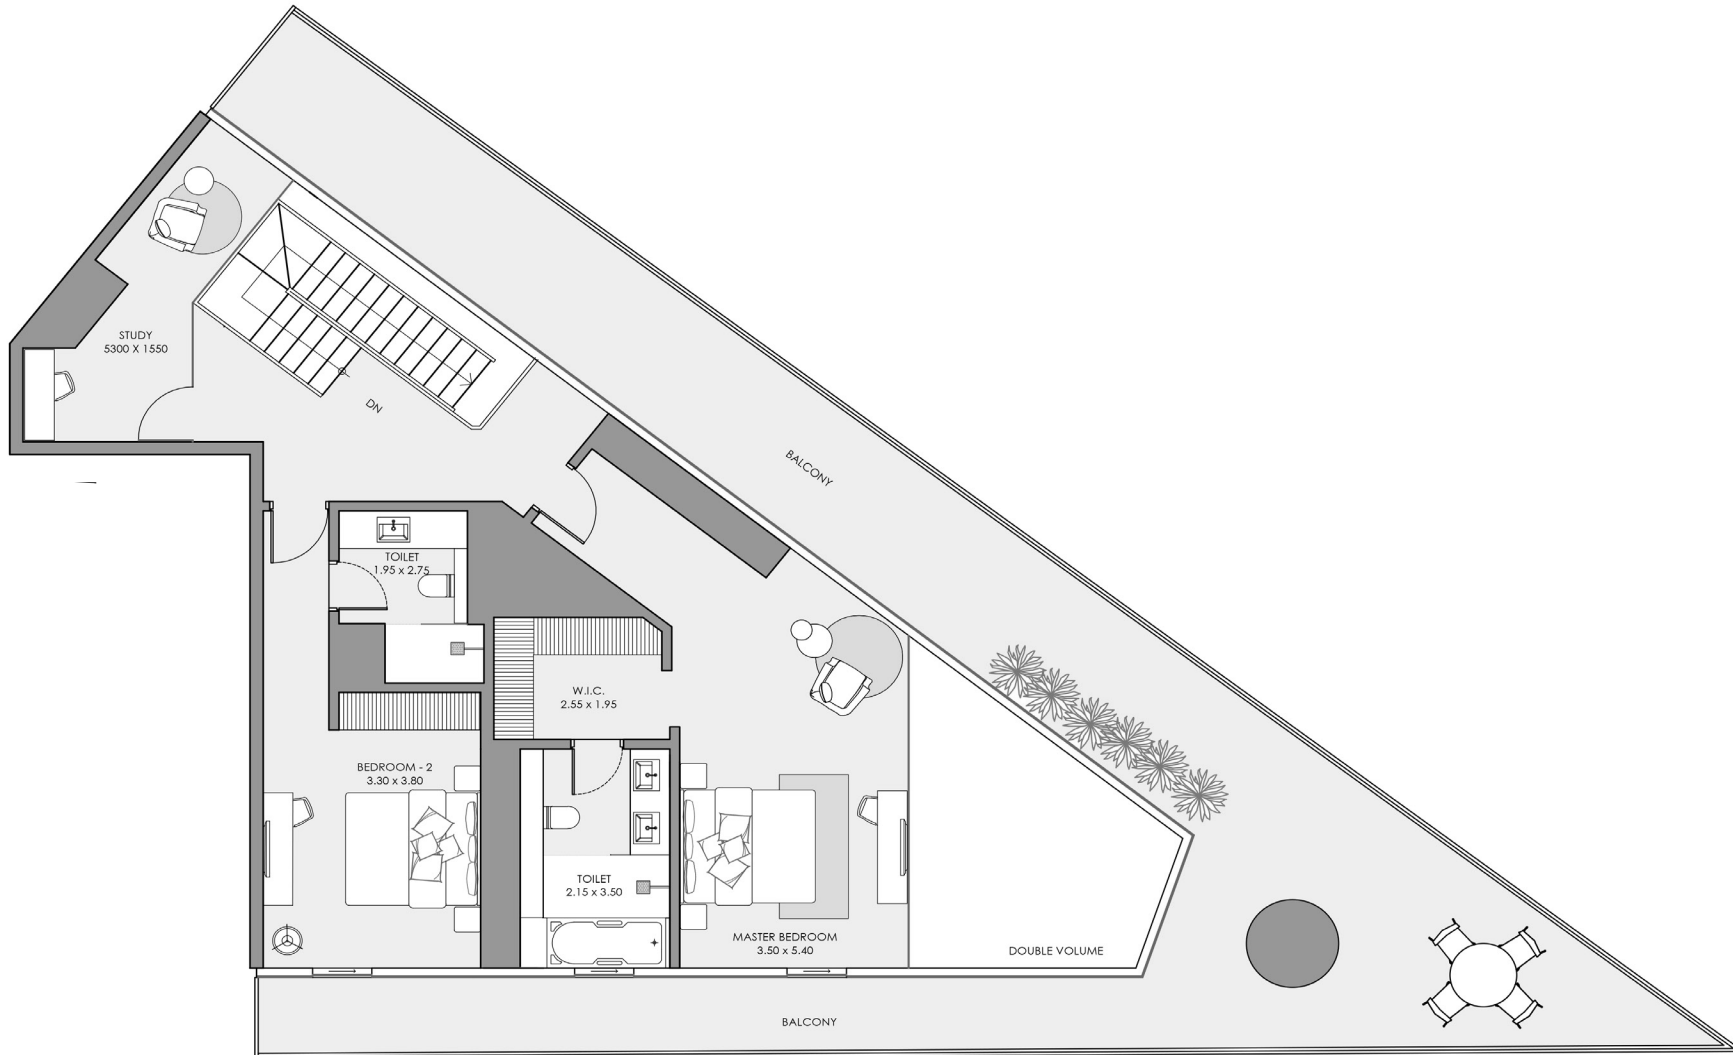 STUDY
5300 X 1550
DN
BALCONY
TOILET
1.95 x 2.75
W.I.C.
2.55 x 1.95
BEDROOM - 2
3.30 x 3.80
TOILET
2.15 x 3.50
MASTER BEDROOM
3.50 x 5.40
DOUBLE VOLUME
BALCONY